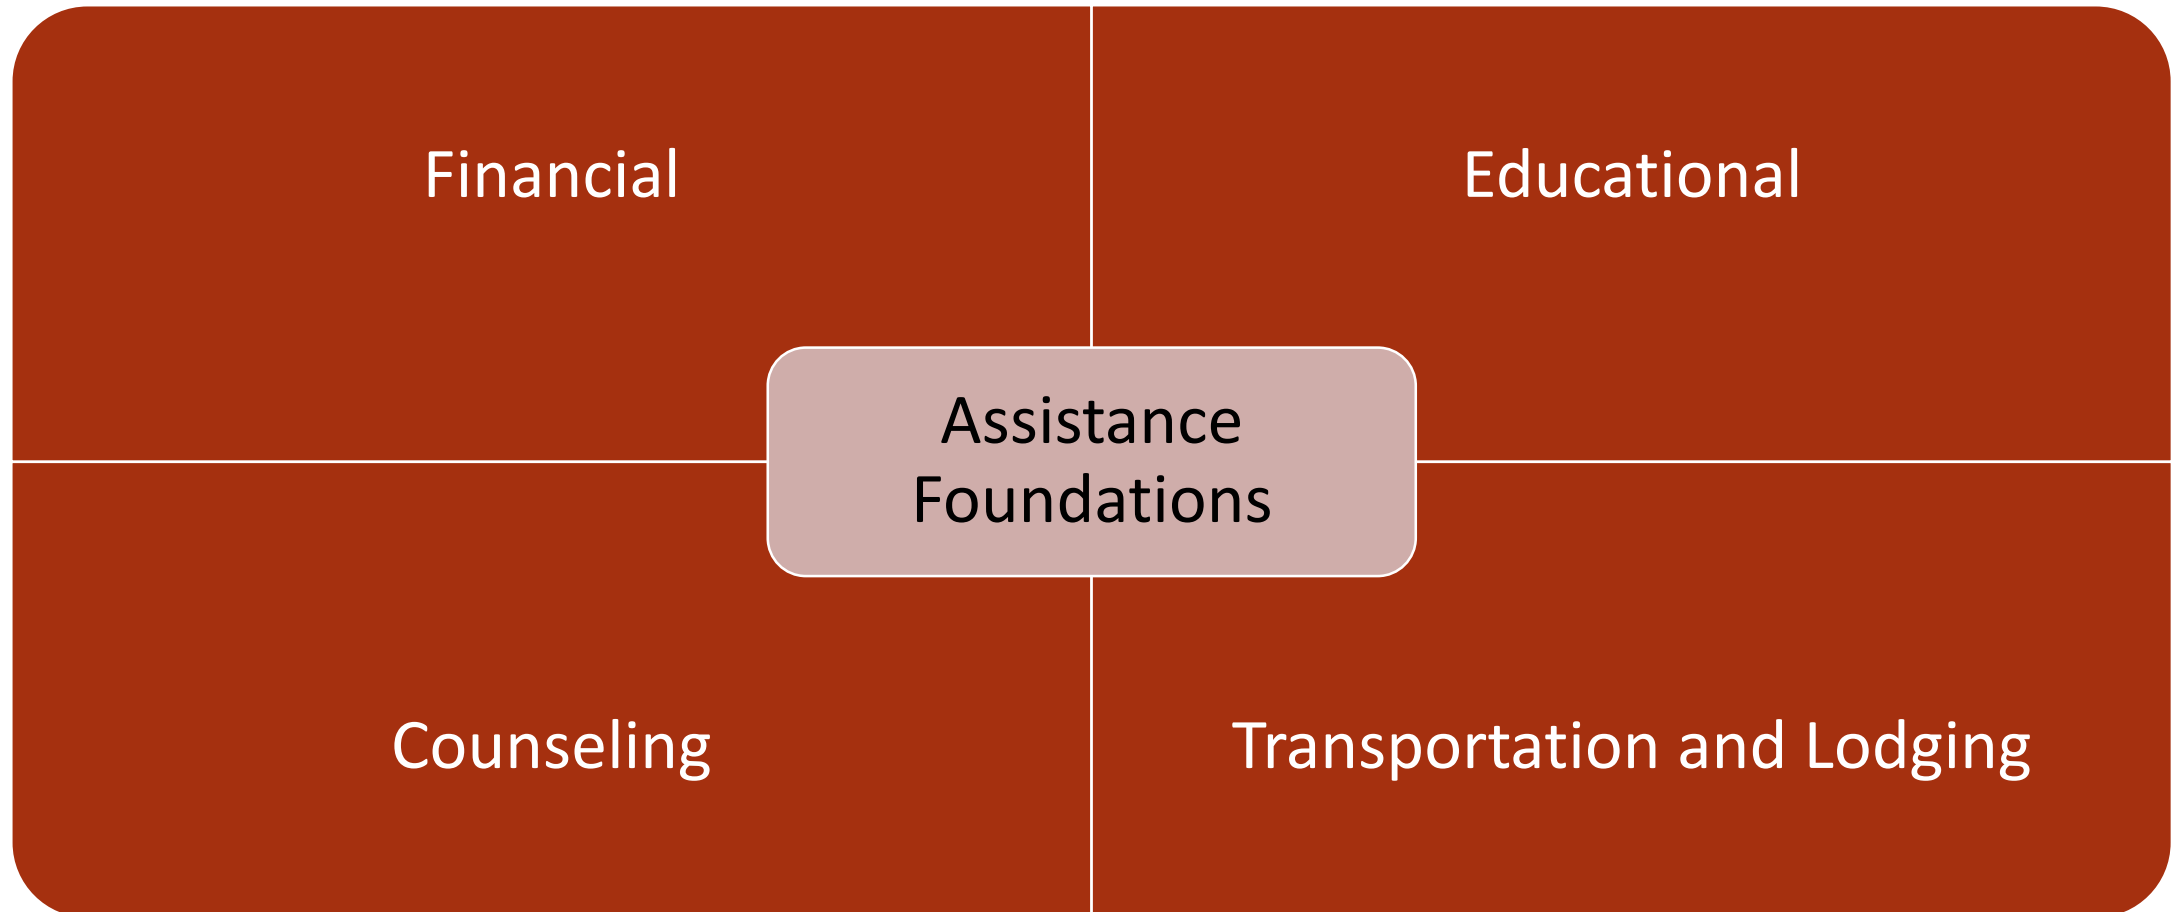 Financial
Educational
Assistance
Foundations
Counseling
Transportation and Lodging